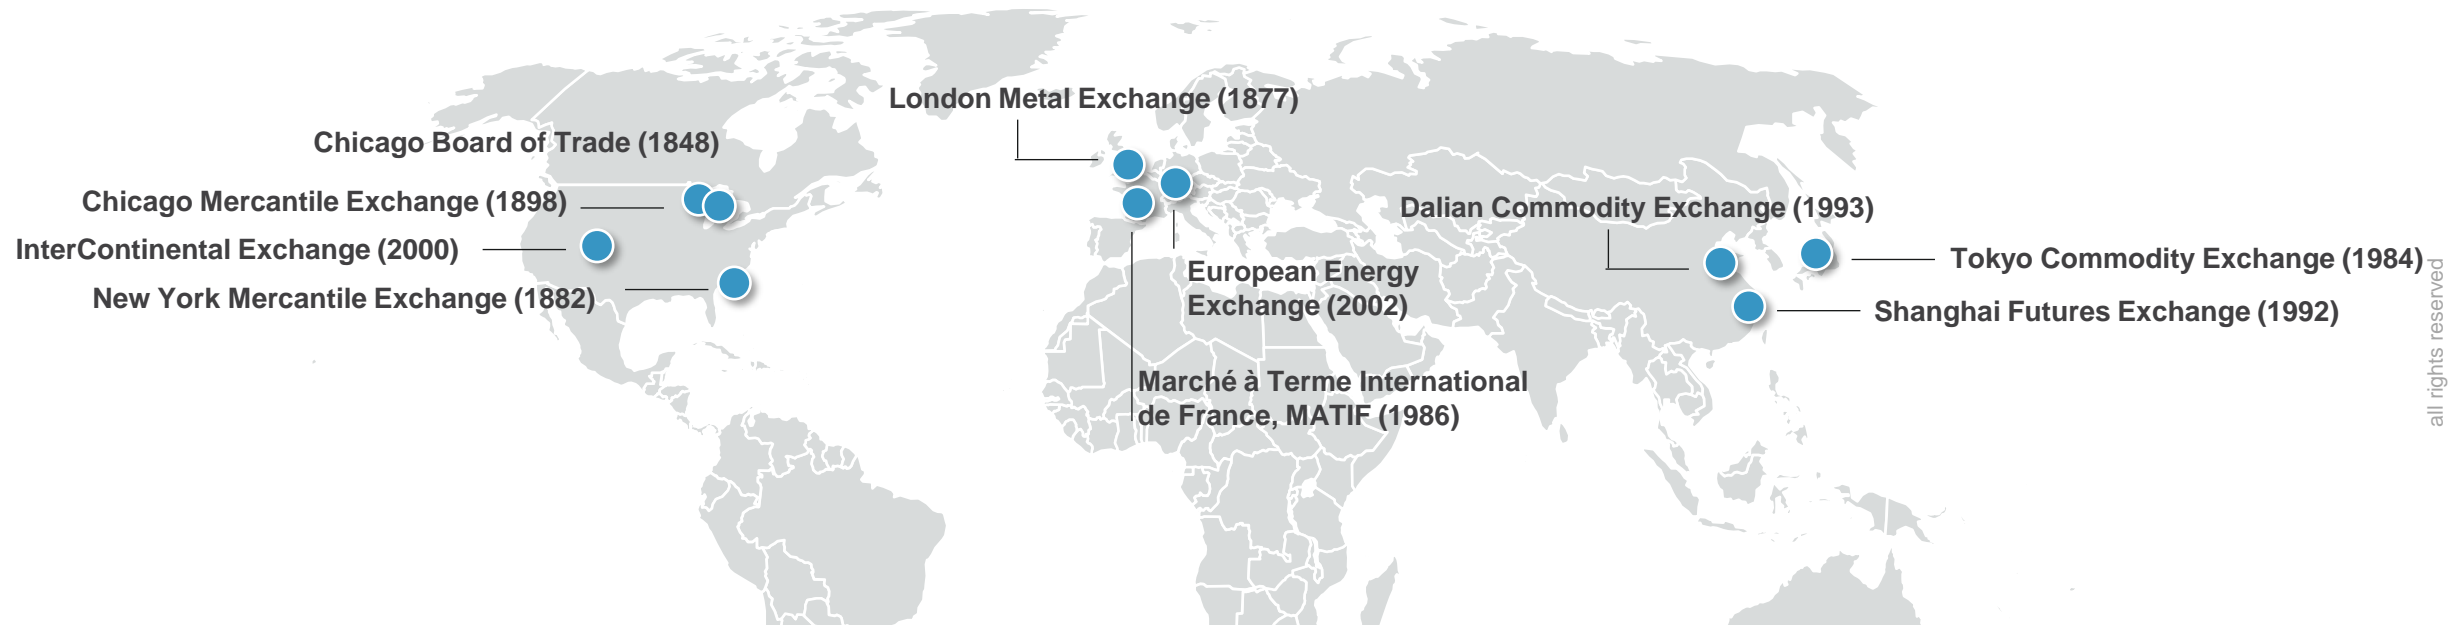 London Metal Exchange (1877)
Chicago Board of Trade (1848)
Chicago Mercantile Exchange (1898)
Dalian Commodity Exchange (1993)
InterContinental Exchange (2000)
Tokyo Commodity Exchange (1984)
European Energy
Exchange (2002)
New York Mercantile Exchange (1882)
Shanghai Futures Exchange (1992)
Marché à Terme International
de France, MATIF (1986)
all rights reserved